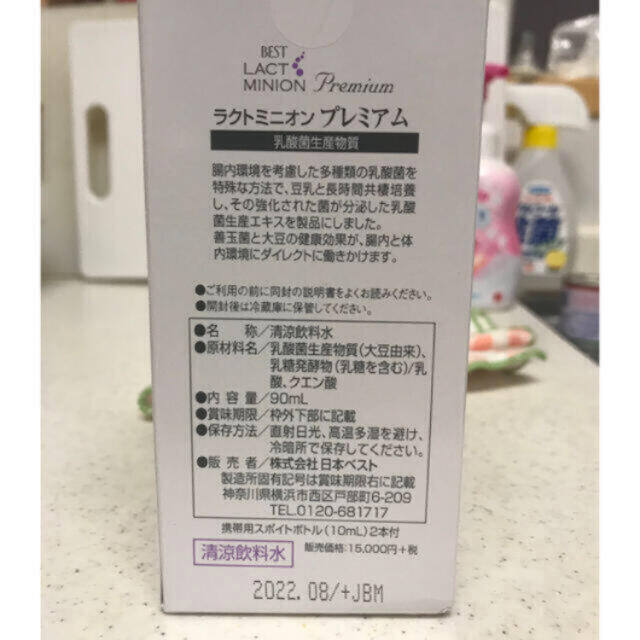 BEST
LACT
MINION Premium
ラクトミニオン プレミアム
乳酸菌生産物質
腸内環境を考慮した多種類の乳酸菌を
特殊な方法で、豆乳と長時間共棲培養
し、その強化された菌が分泌した乳酸
菌生産エキスを製品にしました。
善玉菌と大豆の健康効果が、腸内と体
内環境にダイレクトに働きかけます。
●ご利用の前に同封の説明書をよくお読みください。
●開封後は冷蔵庫に保管してください。
●名 称/清涼飲料水
●原材料名/乳酸菌生産物質(大豆由来)、
乳糖発酵物(乳糖を含む)/乳
酸、クエン酸
●内容量/90mL
●賞味期限/枠外下部に記載
●保存方法/直射日光、高温多湿を避け、
冷暗所で保存してください。
●販売者/株式会社日本ベスト
製造所固有記号は賞味期限右に記載
神奈川県横浜市西区戸部町6-209
TEL.0120-681717
携帯用スポイトボトル(10mL)2本付
清涼飲料水 販売価格:15,000円+税
2022.08/+JBM